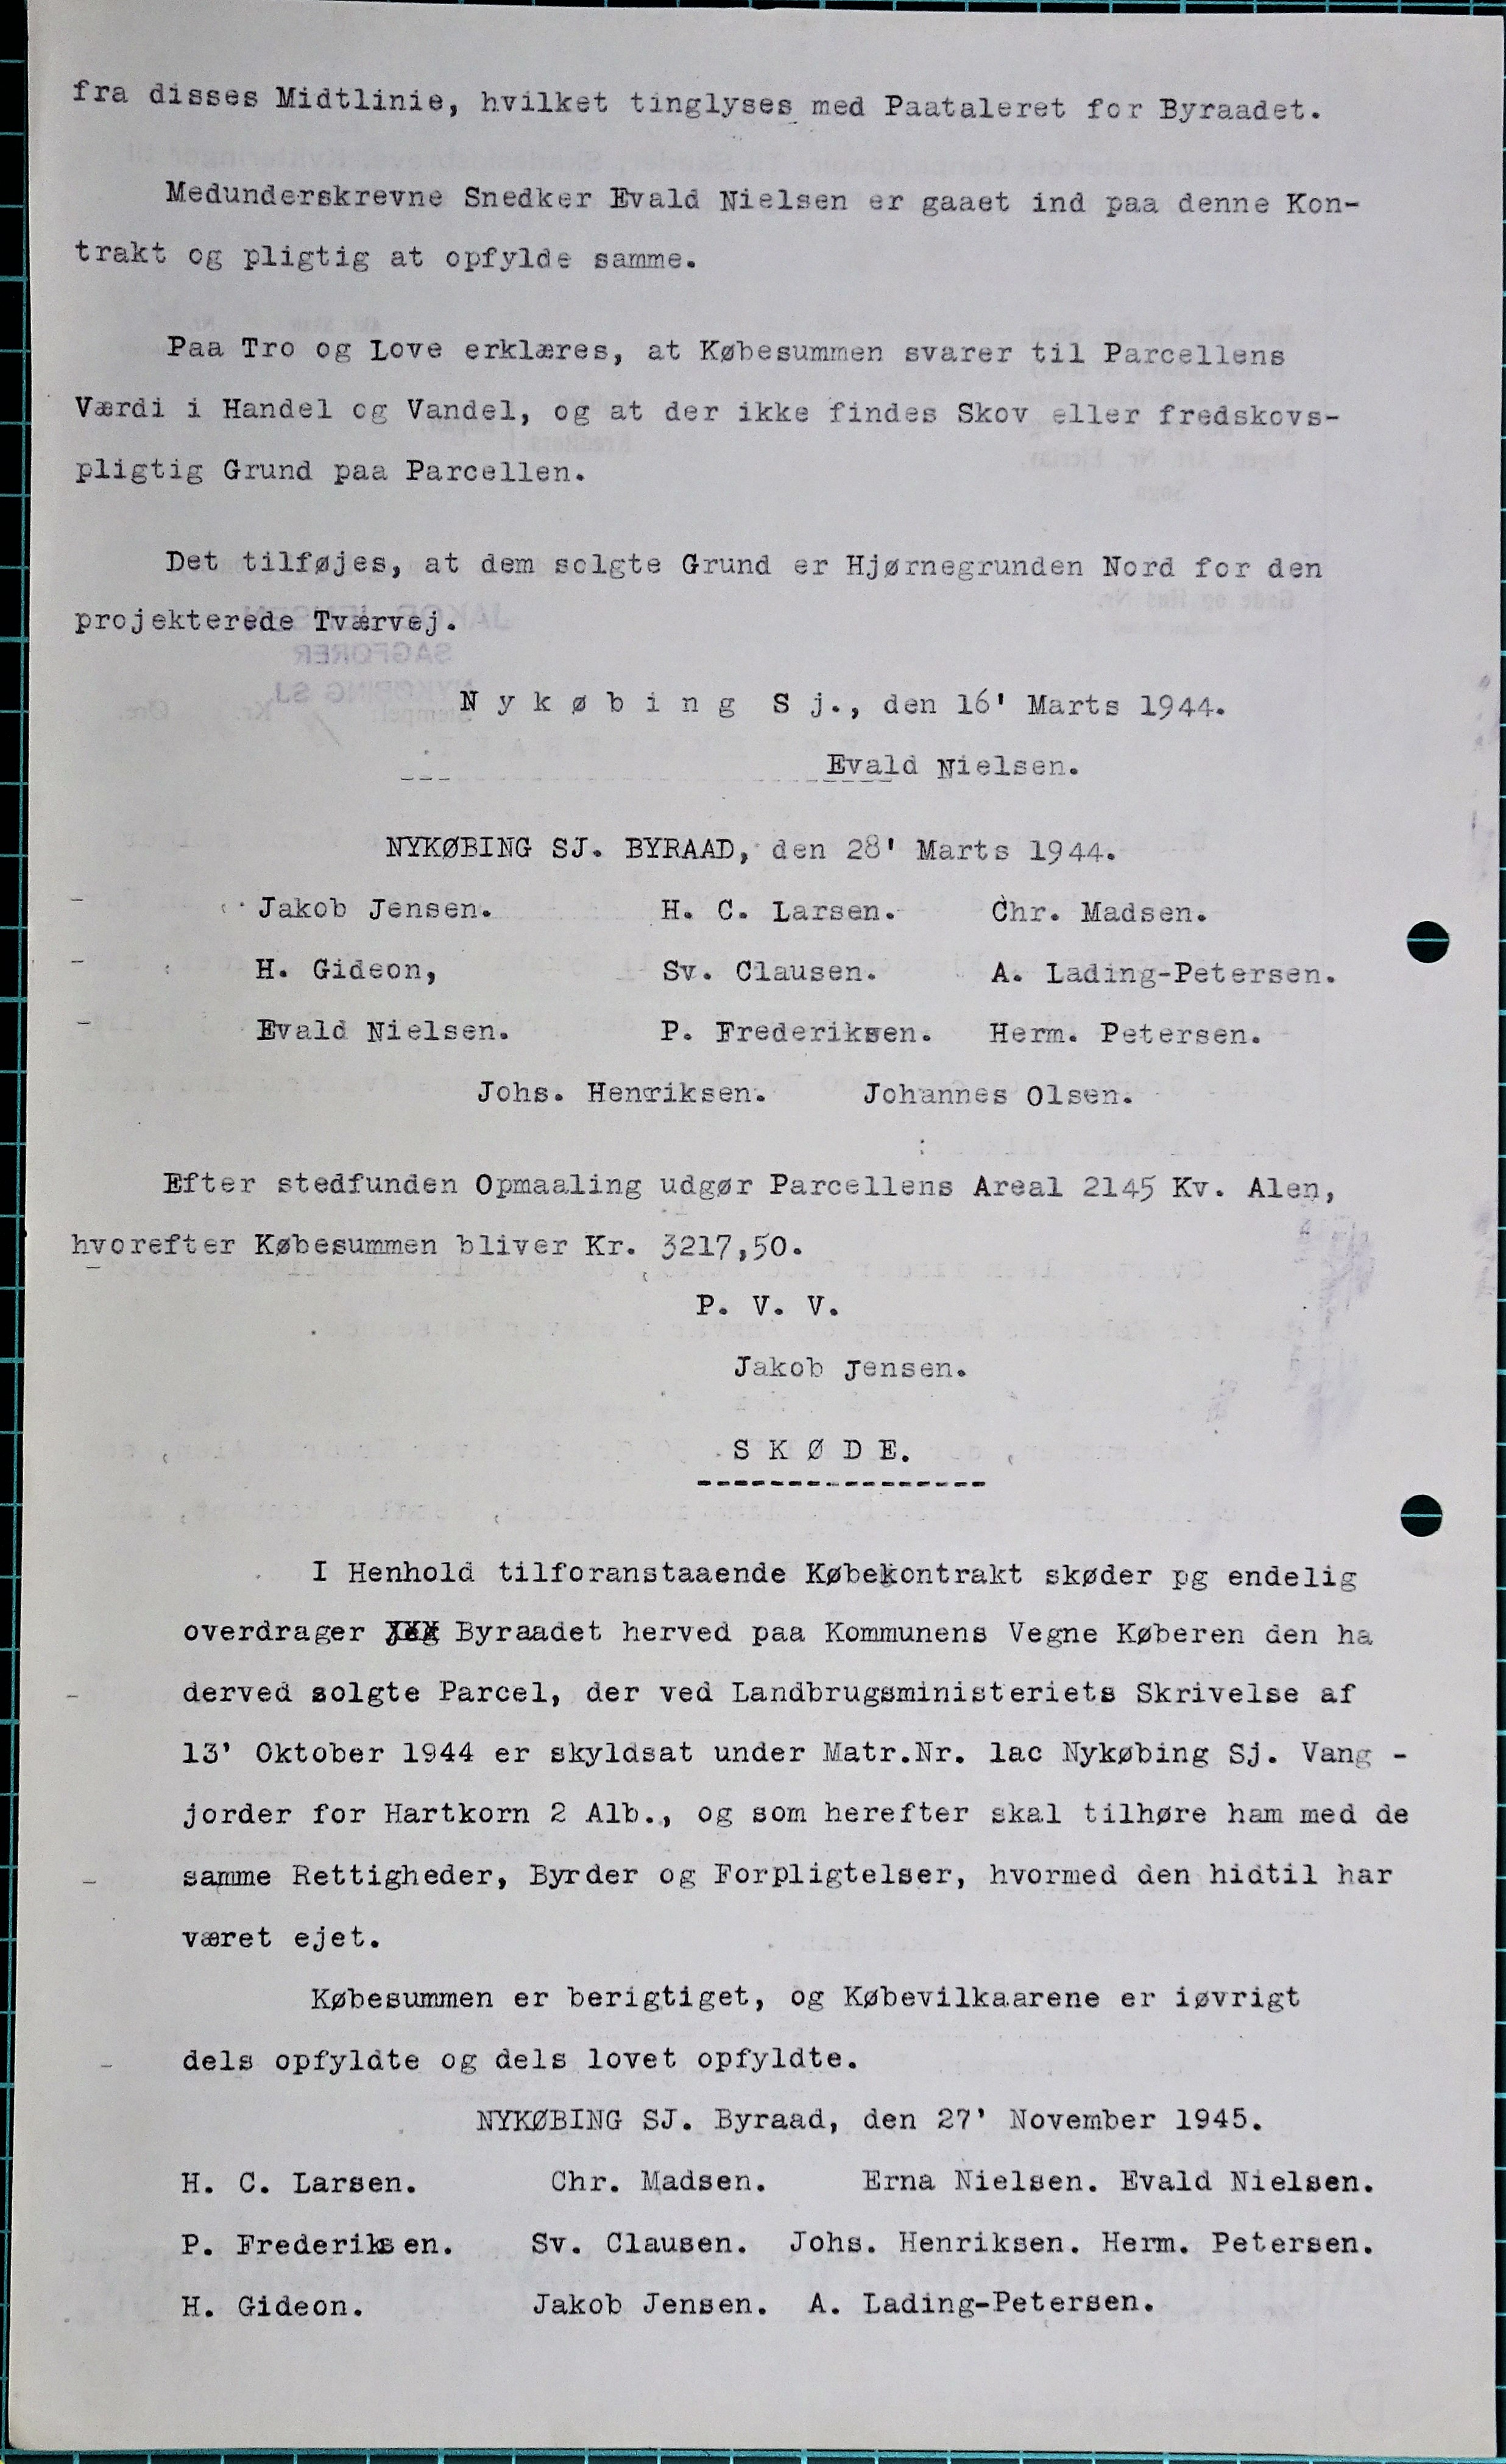 fra disses Midtlinie, hvilket tinglyses med Paataleret for Byraadet.
Medunderskrevne Snedker Evald Nielsen er gaaet ind paa denne Kon-
trakt og pligtig at opfylde samme.
Paa Tro og Love erklæres, at Købesummen svarer til Parcellens
Værdi i Handel og Vandel, og at der ikke findes Skov eller fredskovs-
pligtig Grund paa Parcellen.
Det tilføjes, at dem solgte Grund er Hjørnegrunden Nord for den
projekterede Tværvej.
JAKOB JENSEN
SAGFØRER
NYKØBING SJ
N y k ø b i n g  S j., den 16' Marts 1944.
Evald Nielsen.
NYKØBING SJ. BYRAAD, den 28' Marts 1944.
Jakob Jensen. H. C. Larsen. Chr. Madsen.
H. Gideon, Sv. Clausen. A. Lading-Petersen.
Evald Nielsen. P. Frederiksen. Herm. Petersen.
Johs. Henriksen. Johannes Olsen.
Efter stedfunden Opmaaling udgør Parcellens Areal 2145 Kv. Alen,
hvorefter Købesummen bliver Kr. 3217,50.
P. V. V.
Jakob Jensen.
S K Ø D E.
----------------
I Henhold tilforanstaaende Købekontrakt skøder pg endelig
overdrager Byraadet herved paa Kommunens Vegne Køberen den ha
derved solgte Parcel, der ved Landbrugsministeriets Skrivelse af
13' Oktober 1944 er skyldsat under Matr.Nr. lac Nykøbing Sj. Vang -
jorder for Hartkorn 2 Alb., og som herefter skal tilhøre ham med de
samme Rettigheder, Byrder og Forpligtelser, hvormed den hidtil har
været ejet.
Købesummen er berigtiget, og Købevilkaarene er iøvrigt
dels opfyldte og dels lovet opfyldte.
NYKØBING SJ. Byraad, den 27' November 1945.
H. C. Larsen. Chr. Madsen. Erna Nielsen. Evald Nielsen.
P. Frederiksen. Sv. Clausen. Johs. Henriksen. Herm. Petersen.
H. Gideon. Jakob Jensen. A. Lading-Petersen.